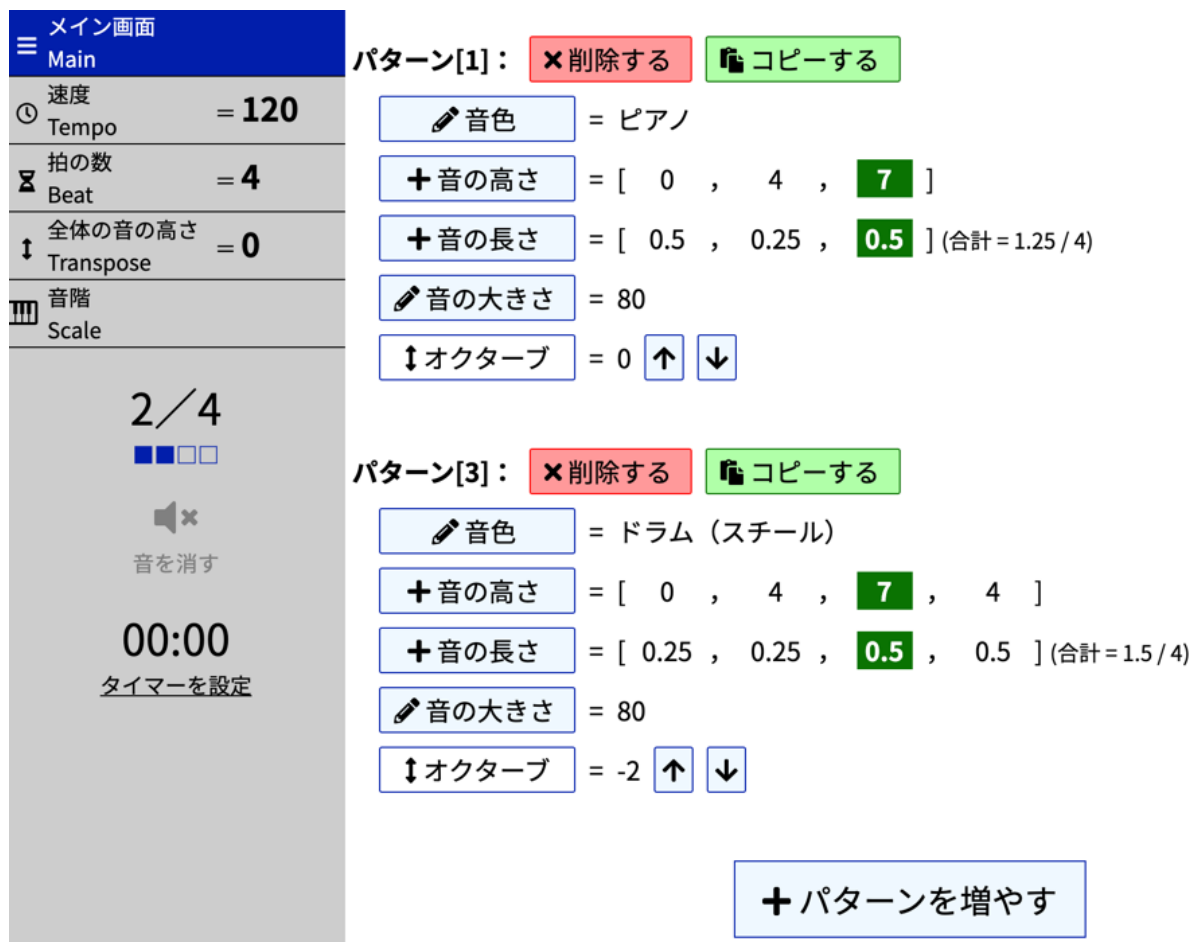 メイン画面
Main
速度
Tempo
= 120
拍の数
Beat
= 4
全体の音の高さ
Transpose
= 0
音階
Scale
2／4
音を消す
00:00
タイマーを設定
パターン[1]： 削除する コピーする
音色 = ピアノ
音の高さ = [ 0 , 4 , 7 ]
音の長さ = [ 0.5 , 0.25 , 0.5 ] (合計 = 1.25 / 4)
音の大きさ = 80
オクターブ = 0
パターン[3]： 削除する コピーする
音色 = ドラム（スチール）
音の高さ = [ 0 , 4 , 7 , 4 ]
音の長さ = [ 0.25 , 0.25 , 0.5 , 0.5 ] (合計 = 1.5 / 4)
音の大きさ = 80
オクターブ = -2
パターンを増やす